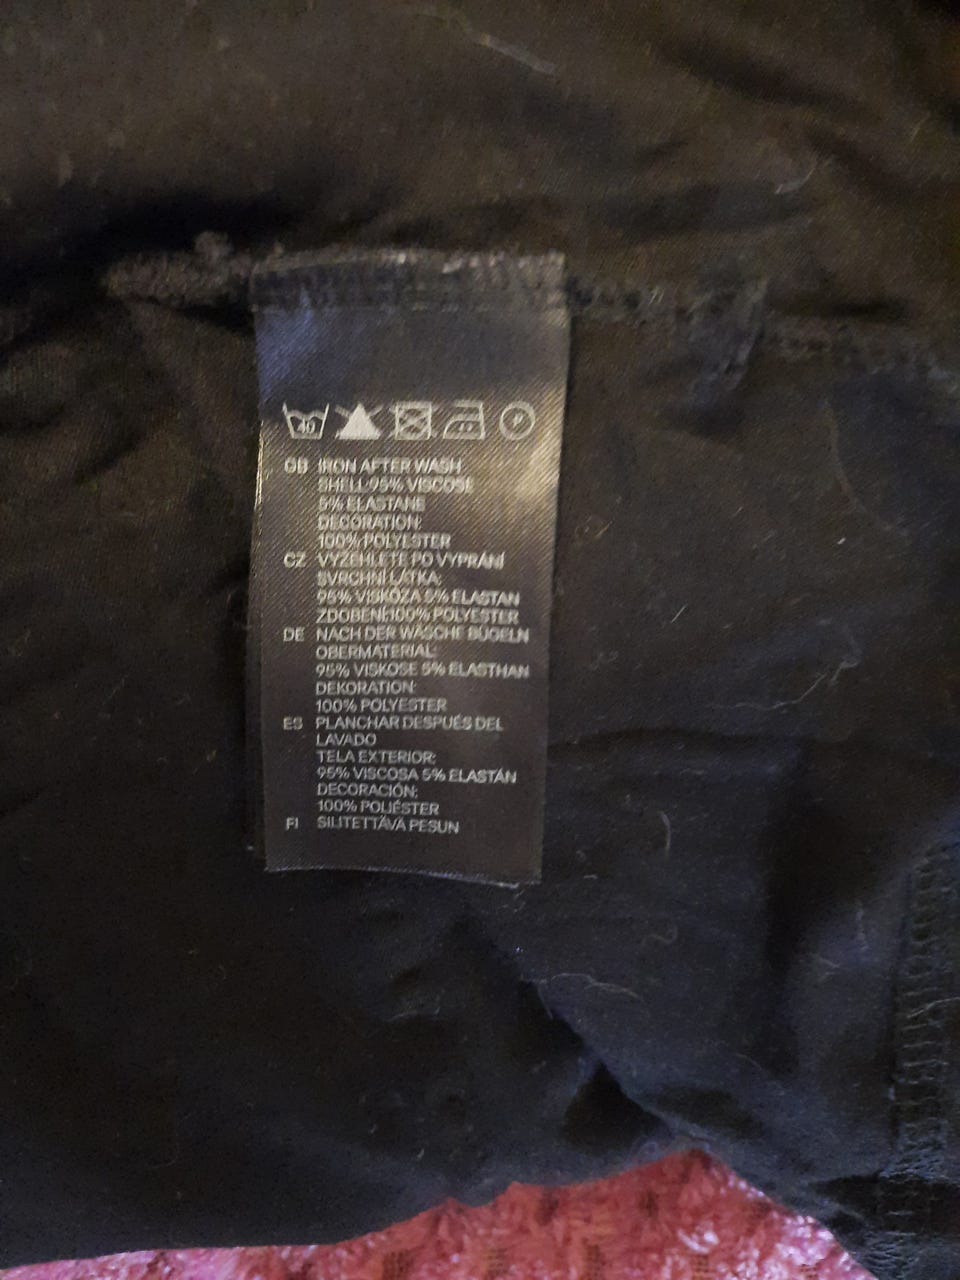 40
P
GB IRON AFTER WASH
SHELL:95% VISCOSE
5% ELASTANE
DECORATION:
100% POLYESTER
CZ VYŽEHLETE PO VYPRÁNÍ
SVRCHNÍ LÁTKA:
95% VISKÓZA 5% ELASTAN
ZDOBENÍ:100% POLYESTER
DE NACH DER WÄSCHE BÜGELN
OBERMATERIAL:
95% VISKOSE 5% ELASTHAN
DEKORATION:
100% POLYESTER
ES PLANCHAR DESPUÉS DEL
LAVADO
TELA EXTERIOR:
95% VISCOSA 5% ELASTÁN
DECORACIÓN:
100% POLIÉSTER
FI SILITETTÄVÄ PESUN